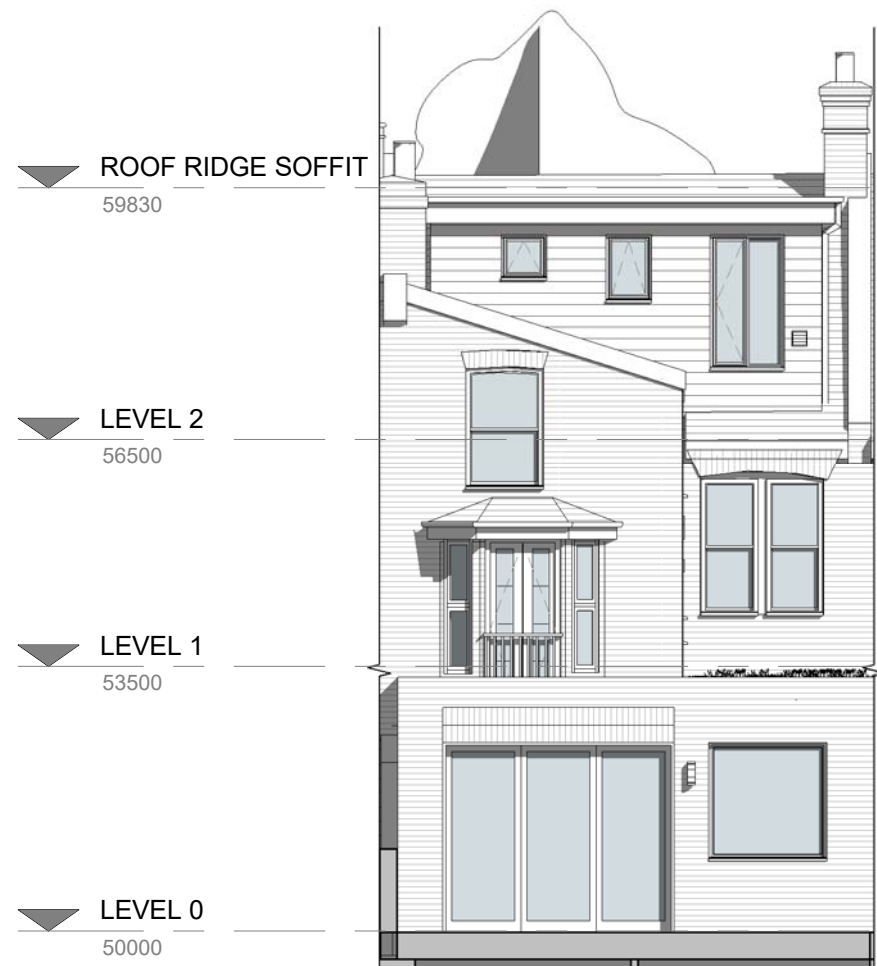 ROOF RIDGE SOFFIT
59830
LEVEL 2
56500
LEVEL 1
53500
LEVEL 0
50000